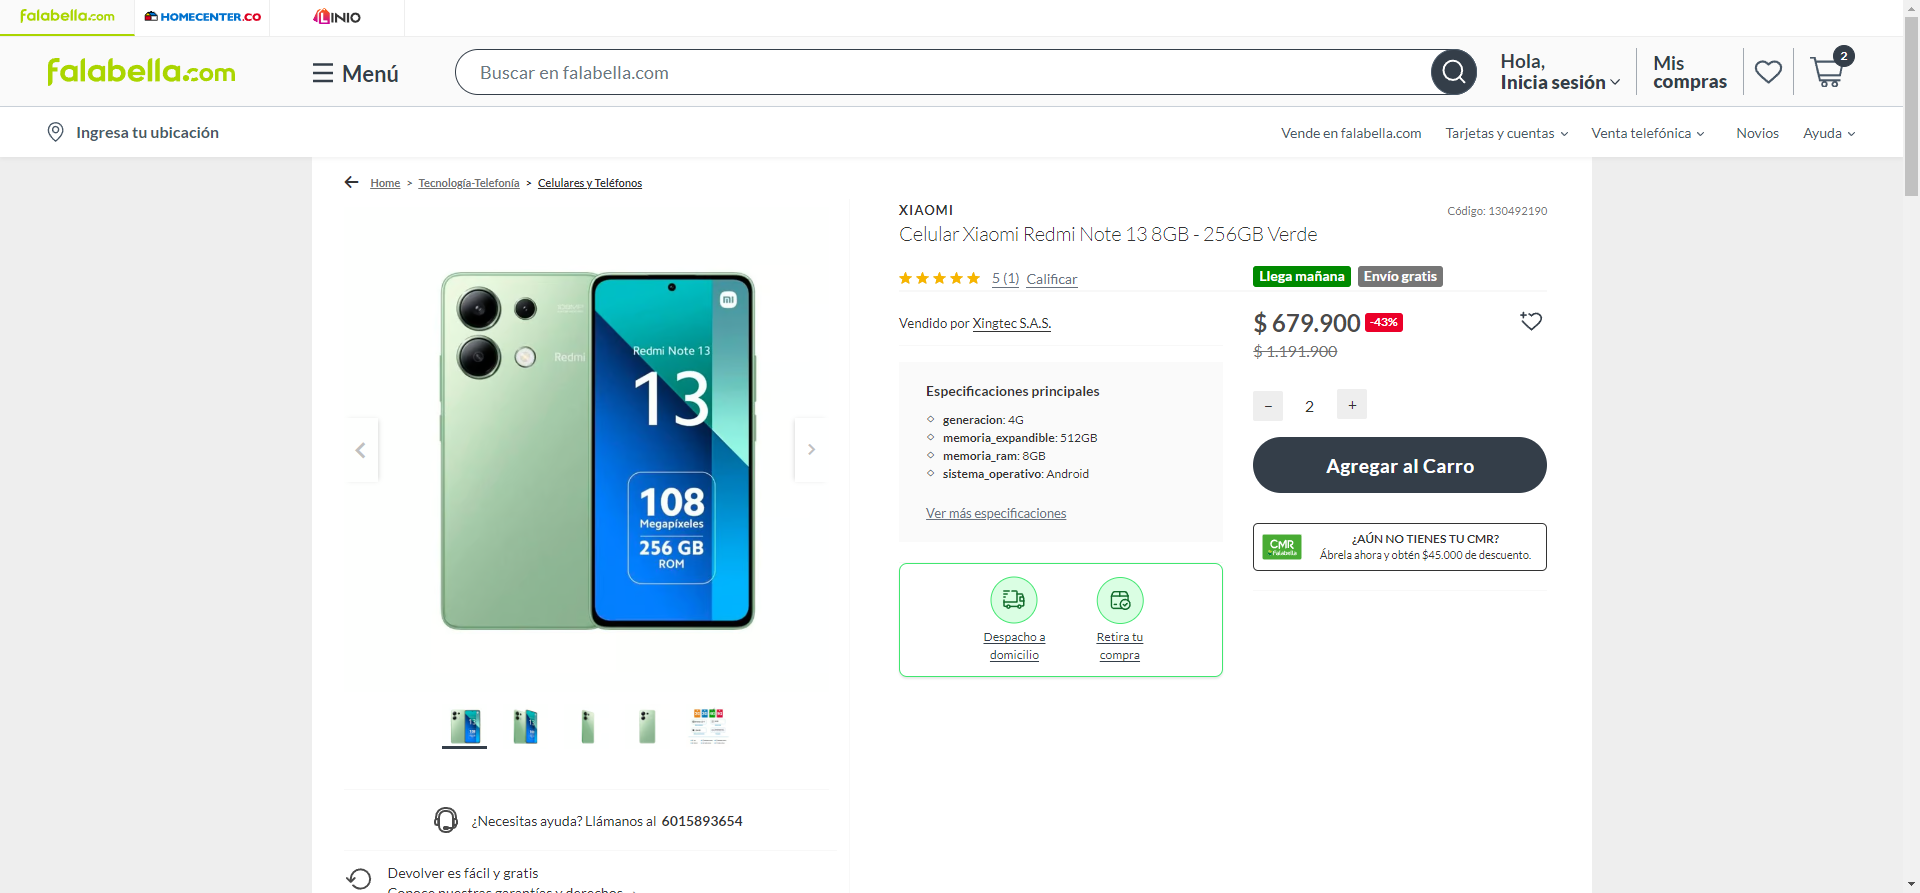 falabella.com
HOMECENTER.CO
LINIO
falabella.com
Menú
Buscar en falabella.com
Hola,
Inicia sesión
Mis
compras
2
Ingresa tu ubicación
Vende en falabella.com
Tarjetas y cuentas
Venta telefónica
Novios
Ayuda
Home > Tecnología-Telefonía > Celulares y Teléfonos
XIAOMI
Código: 130492190
Celular Xiaomi Redmi Note 13 8GB - 256GB Verde
5 (1) Calificar
Llega mañana
Envío gratis
Vendido por Xingtec S.A.S.
$ 679.900 -43%
$ 1.191.900
Especificaciones principales
generacion: 4G
memoria_expandible: 512GB
memoria_ram: 8GB
sistema_operativo: Android
Ver más especificaciones
- 2 +
Agregar al Carro
CMR
Falabella
¿AÚN NO TIENES TU CMR?
Ábrela ahora y obtén $45.000 de descuento.
Despacho a
domicilio
Retira tu
compra
Redmi
mi
Redmi Note 13
13
108
Megapíxeles
256 GB
ROM
¿Necesitas ayuda? Llámanos al 6015893654
Devolver es fácil y gratis
Conoce nuestras garantías y derechos